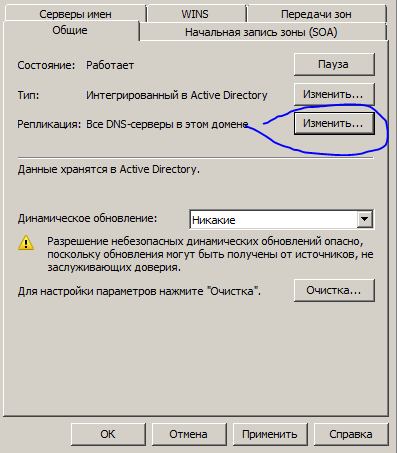 Серверы имен WINS Передачи зон
Общие Начальная запись зоны (SOA)
Состояние: Работает Пауза
Тип: Интегрированный в Active Directory Изменить...
Репликация: Все DNS-серверы в этом домене Изменить...
Данные хранятся в Active Directory.
Динамическое обновление: Никакие
Разрешение небезопасных динамических обновлений опасно,
поскольку обновления могут быть получены от источников, не
заслуживающих доверия.
Для настройки параметров нажмите "Очистка". Очистка...
ОК Отмена Применить Справка